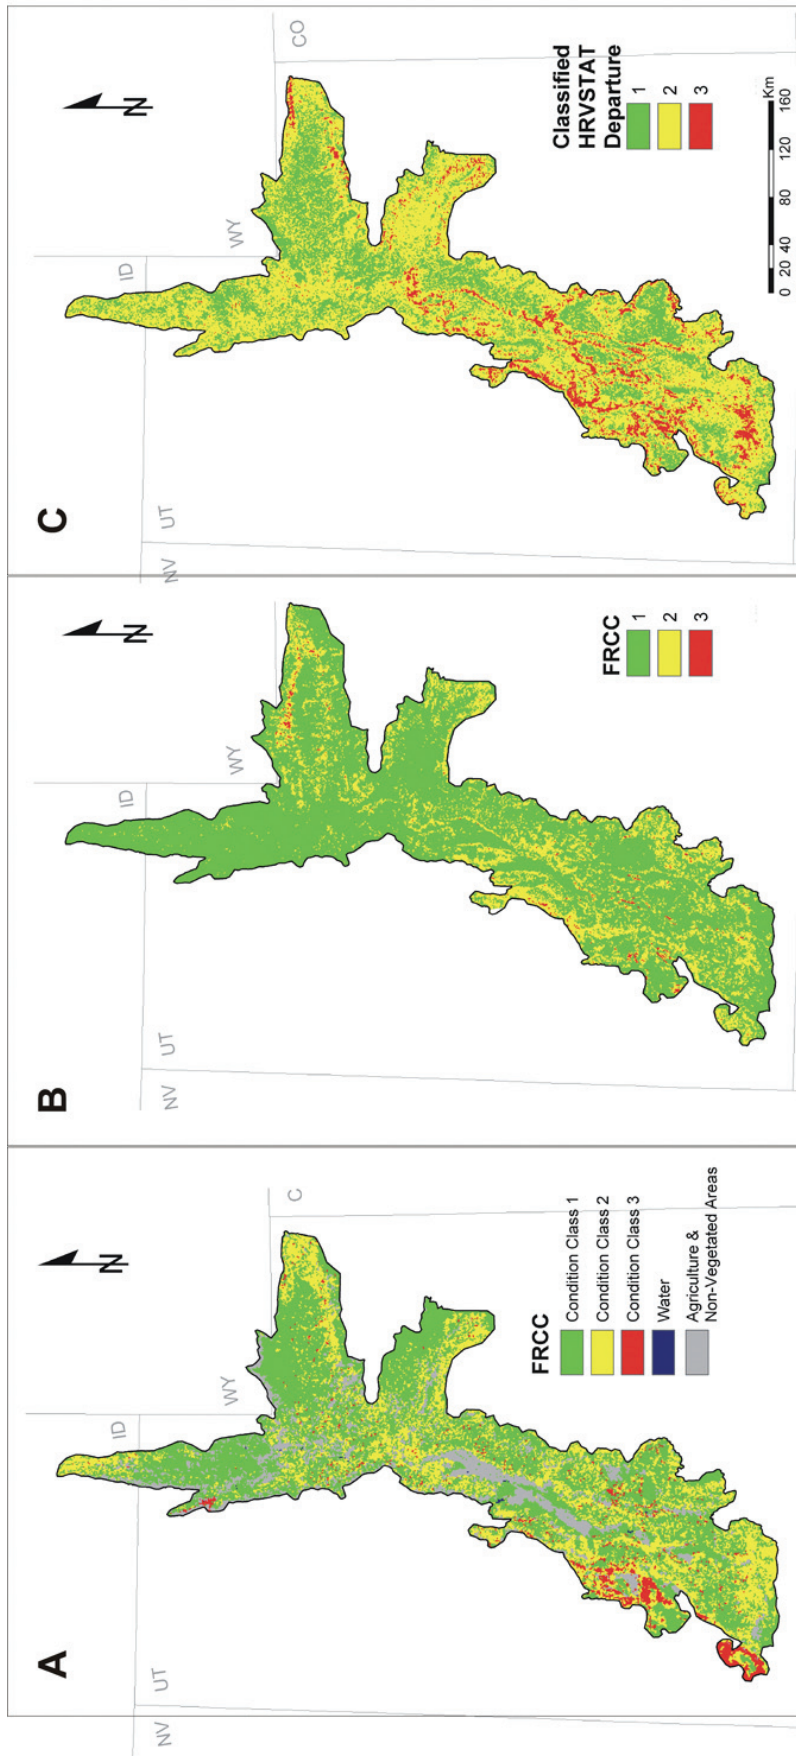 A
NV
UT
ID
WY
C
N
FRCC
Condition Class 1
Condition Class 2
Condition Class 3
Water
Agriculture &
Non-Vegetated Areas
B
NV
UT
ID
WY
N
FRCC
1
2
3
C
NV
UT
ID
WY
CO
N
Classified
HRVSTAT
Departure
1
2
3
0 20 40 80 120 160
Km